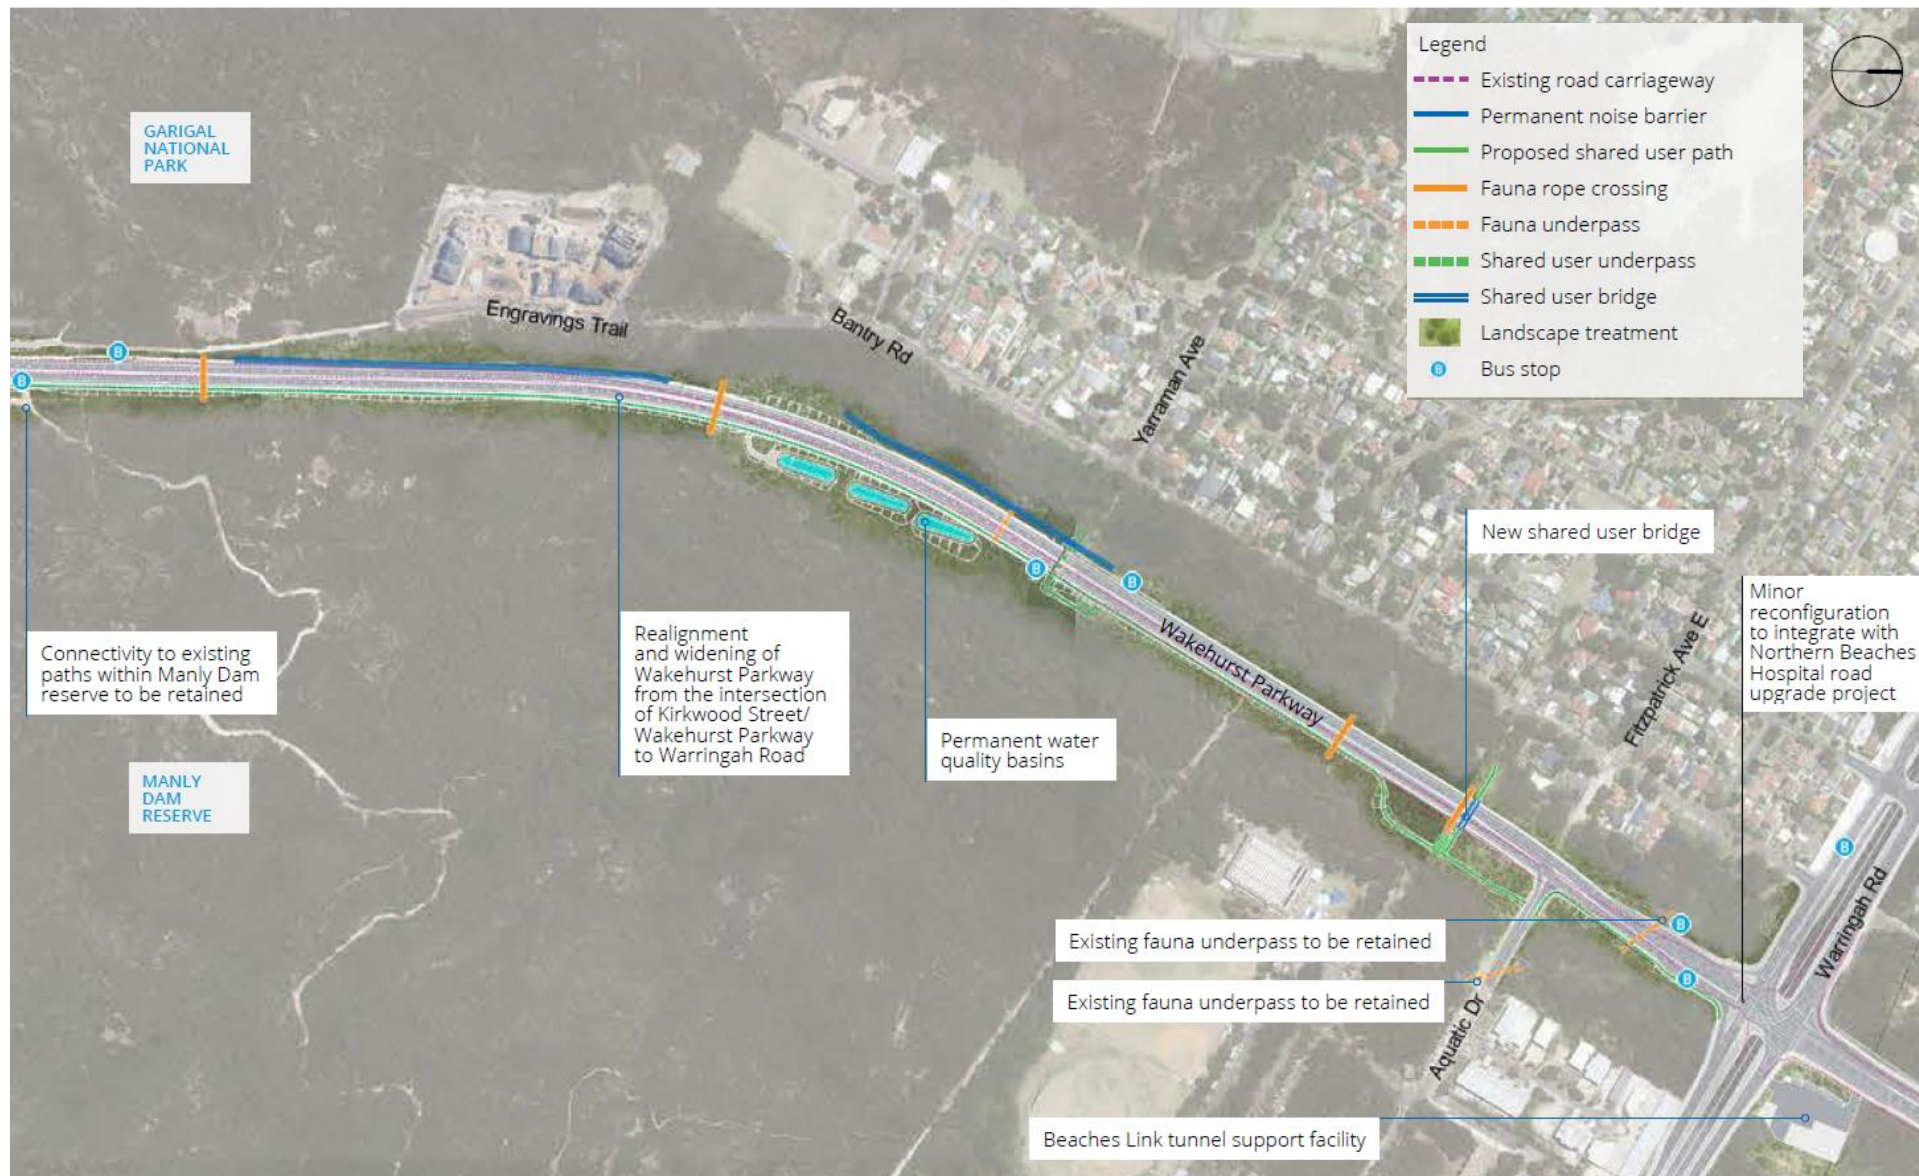 Legend
Existing road carriageway
Permanent noise barrier
Proposed shared user path
Fauna rope crossing
Fauna underpass
Shared user underpass
Shared user bridge
Landscape treatment
B Bus stop
GARIGAL
NATIONAL
PARK
Engravings Trail
Bantry Rd
Yarraman Ave
B
B
B
B
New shared user bridge
Minor
reconfiguration
to integrate with
Northern Beaches
Hospital road
upgrade project
Fitzpatrick Ave E
Wakehurst Parkway
Connectivity to existing
paths within Manly Dam
reserve to be retained
Realignment
and widening of
Wakehurst Parkway
from the intersection
of Kirkwood Street/
Wakehurst Parkway
to Warringah Road
Permanent water
quality basins
MANLY
DAM
RESERVE
B
Warringah Rd
Existing fauna underpass to be retained
B
B
Existing fauna underpass to be retained
Aquatic Dr
Beaches Link tunnel support facility